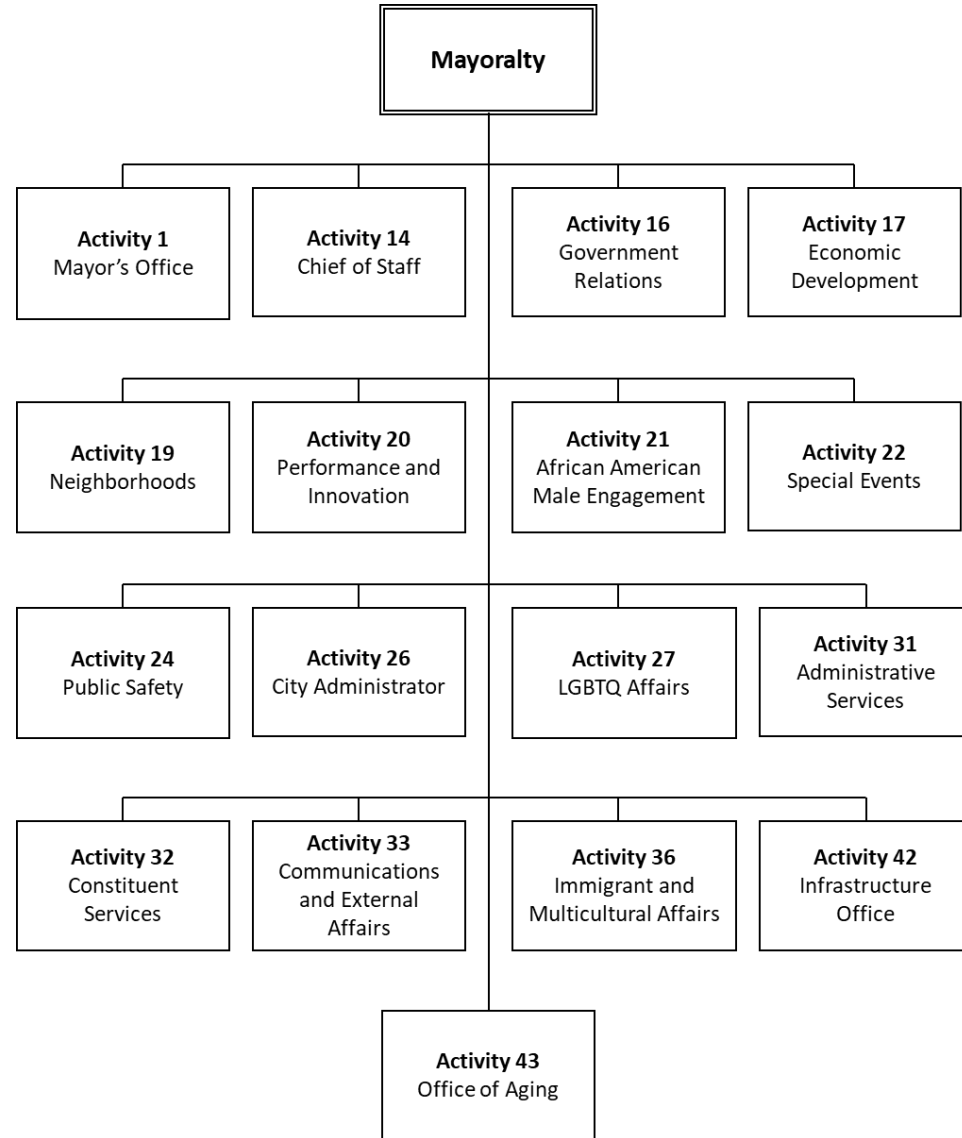 Mayoralty
Activity 1
Mayor’s Office
Activity 14
Chief of Staff
Activity 16
Government
Relations
Activity 17
Economic
Development
Activity 19
Neighborhoods
Activity 20
Performance and
Innovation
Activity 21
African American
Male Engagement
Activity 22
Special Events
Activity 24
Public Safety
Activity 26
City Administrator
Activity 27
LGBTQ Affairs
Activity 31
Administrative
Services
Activity 32
Constituent
Services
Activity 33
Communications
and External
Affairs
Activity 36
Immigrant and
Multicultural Affairs
Activity 42
Infrastructure
Office
Activity 43
Office of Aging